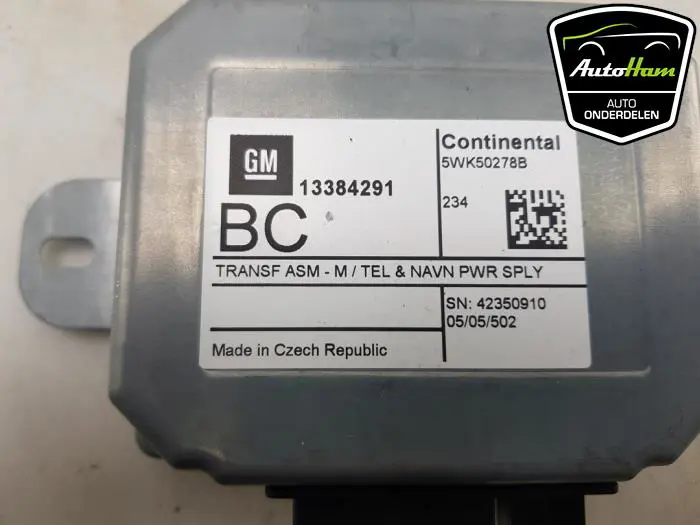 AutoHam
AUTO
ONDERDELEN
GM
13384291
BC
Continental
5WK50278B
234
TRANSF ASM - M / TEL & NAVN PWR SPLY
SN: 42350910
05/05/502
Made in Czech Republic